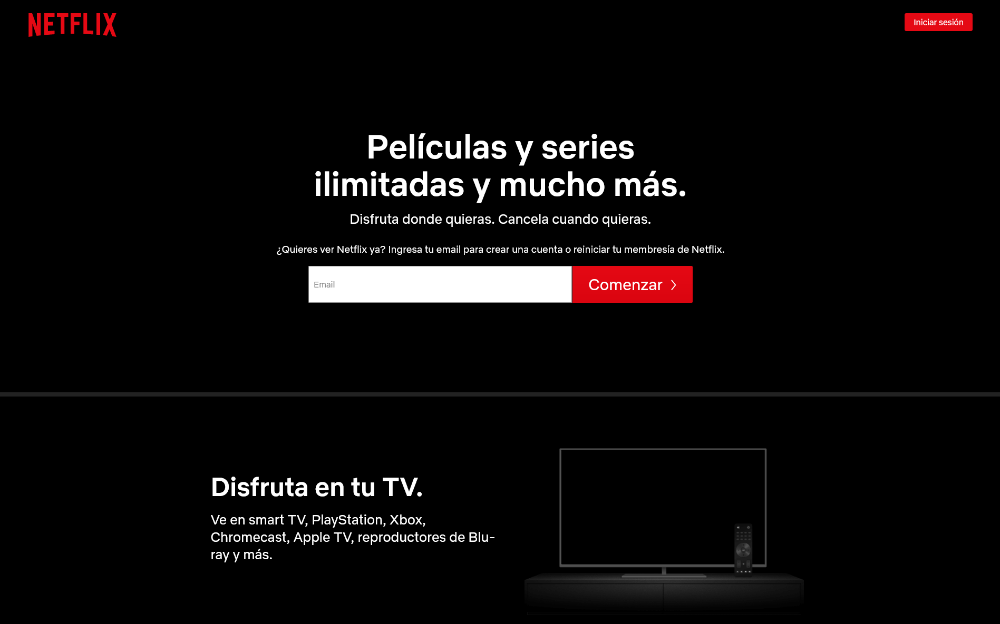 NETFLIX
Iniciar sesión
Películas y series
ilimitadas y mucho más.
Disfruta donde quieras. Cancela cuando quieras.
¿Quieres ver Netflix ya? Ingresa tu email para crear una cuenta o reiniciar tu membresía de Netflix.
Email
Comenzar
Disfruta en tu TV.
Ve en smart TV, PlayStation, Xbox,
Chromecast, Apple TV, reproductores de Blu-
ray y más.